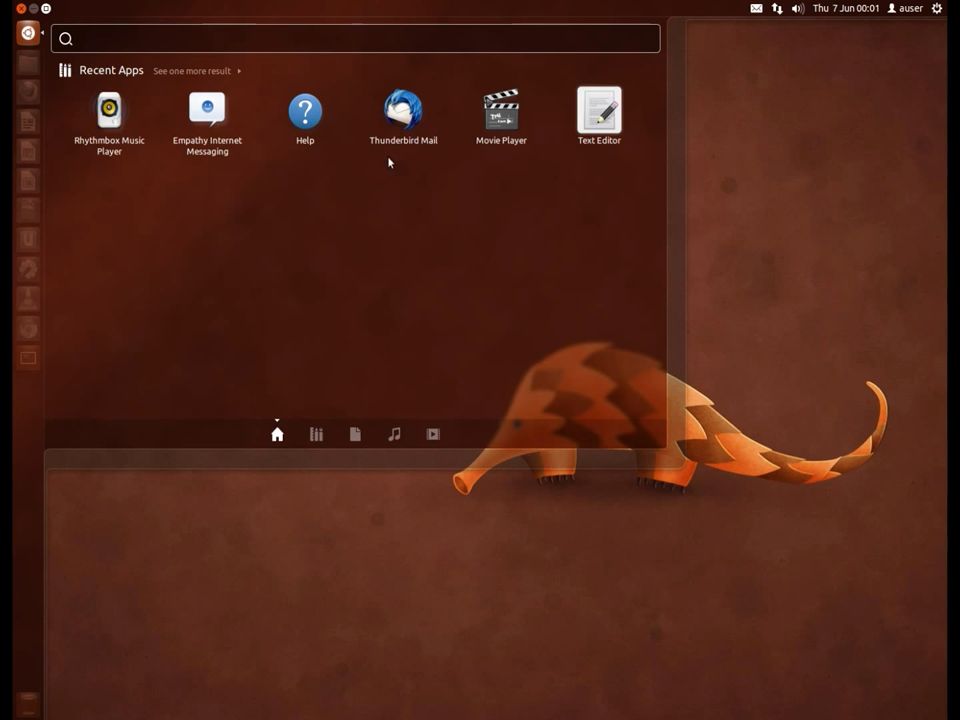 Thu 7 Jun 00:01 auser
Recent Apps See one more result
Rhythmbox Music
Player
Empathy Internet
Messaging
Help
Thunderbird Mail
Movie Player
Text Editor